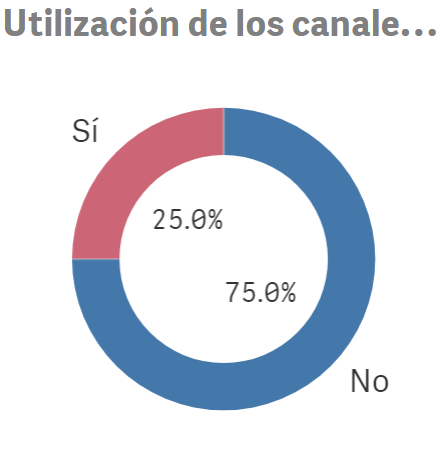 Utilización de los canale...
Sí
25.0%
75.0%
No